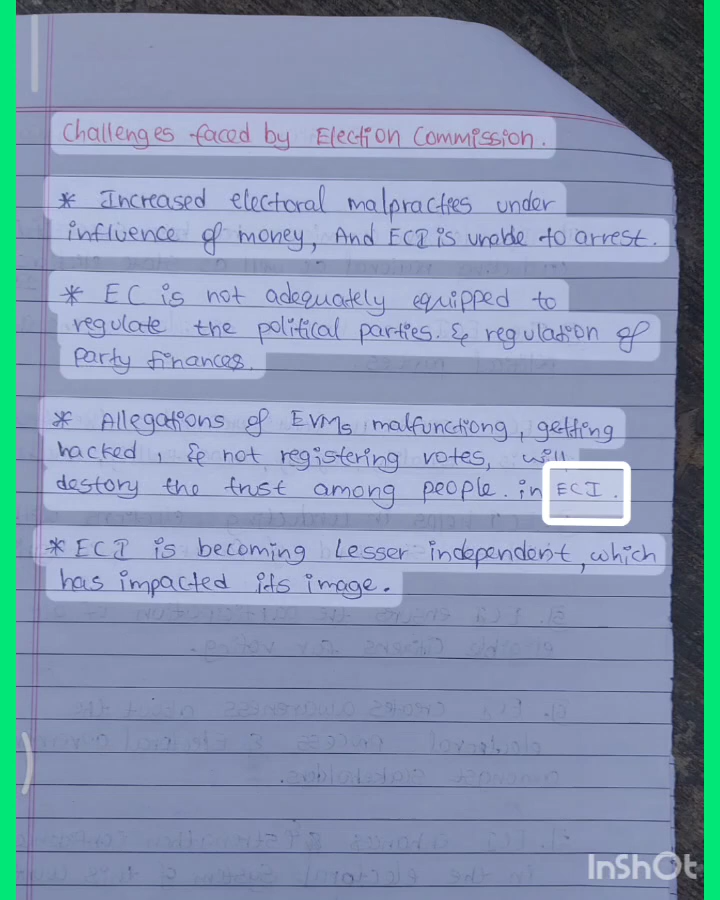 Challenges faced by Election Commission.
* Increased electoral malpracties under
influence of money, And ECI is unable to arrest.
* EC is not adequately equipped to
regulate the political parties. & regulation of
party finances.
* Allegations of EVMs malfunctiong, getting
hacked, & not registering votes, will
destory the trust among people. in ECI.
* ECI is becoming Lesser independent, which
has impacted its image.
InShOt